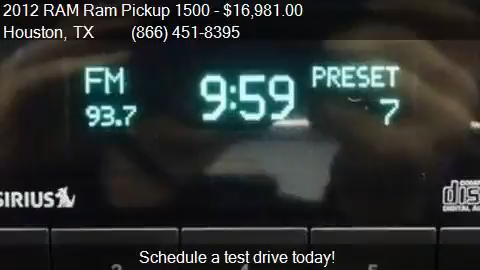 2012 RAM Ram Pickup 1500 - $16,981.00
Houston, TX (866) 451-8395
FM
93.7
9:59
PRESET
7
SIRIUS
Schedule a test drive today!